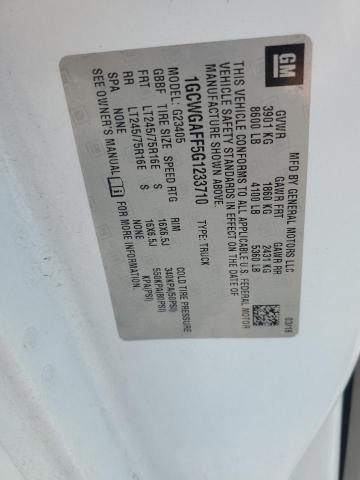 GM
MFD BY GENERAL MOTORS LLC
03/16
GVWR GAWR FRT GAWR RR
3901 KG 1860 KG 2431 KG
8600 LB 4100 LB 5360 LB
THIS VEHICLE CONFORMS TO ALL APPLICABLE U.S. FEDERAL MOTOR
VEHICLE SAFETY STANDARDS IN EFFECT ON THE DATE OF
MANUFACTURE SHOWN ABOVE.
1GCWGAFF5G1233710
TYPE: TRUCK
MODEL: G23405
GBBF TIRE SIZE SPEED RTG RIM COLD TIRE PRESSURE
FRT LT245/75R16E S 16X6.5J 340KPA(50PSI)
RR LT245/75R16E S 16X6.5J 550KPA(80PSI)
SPA NONE NONE KPA(PSI)
SEE OWNER'S MANUAL FOR MORE INFORMATION.